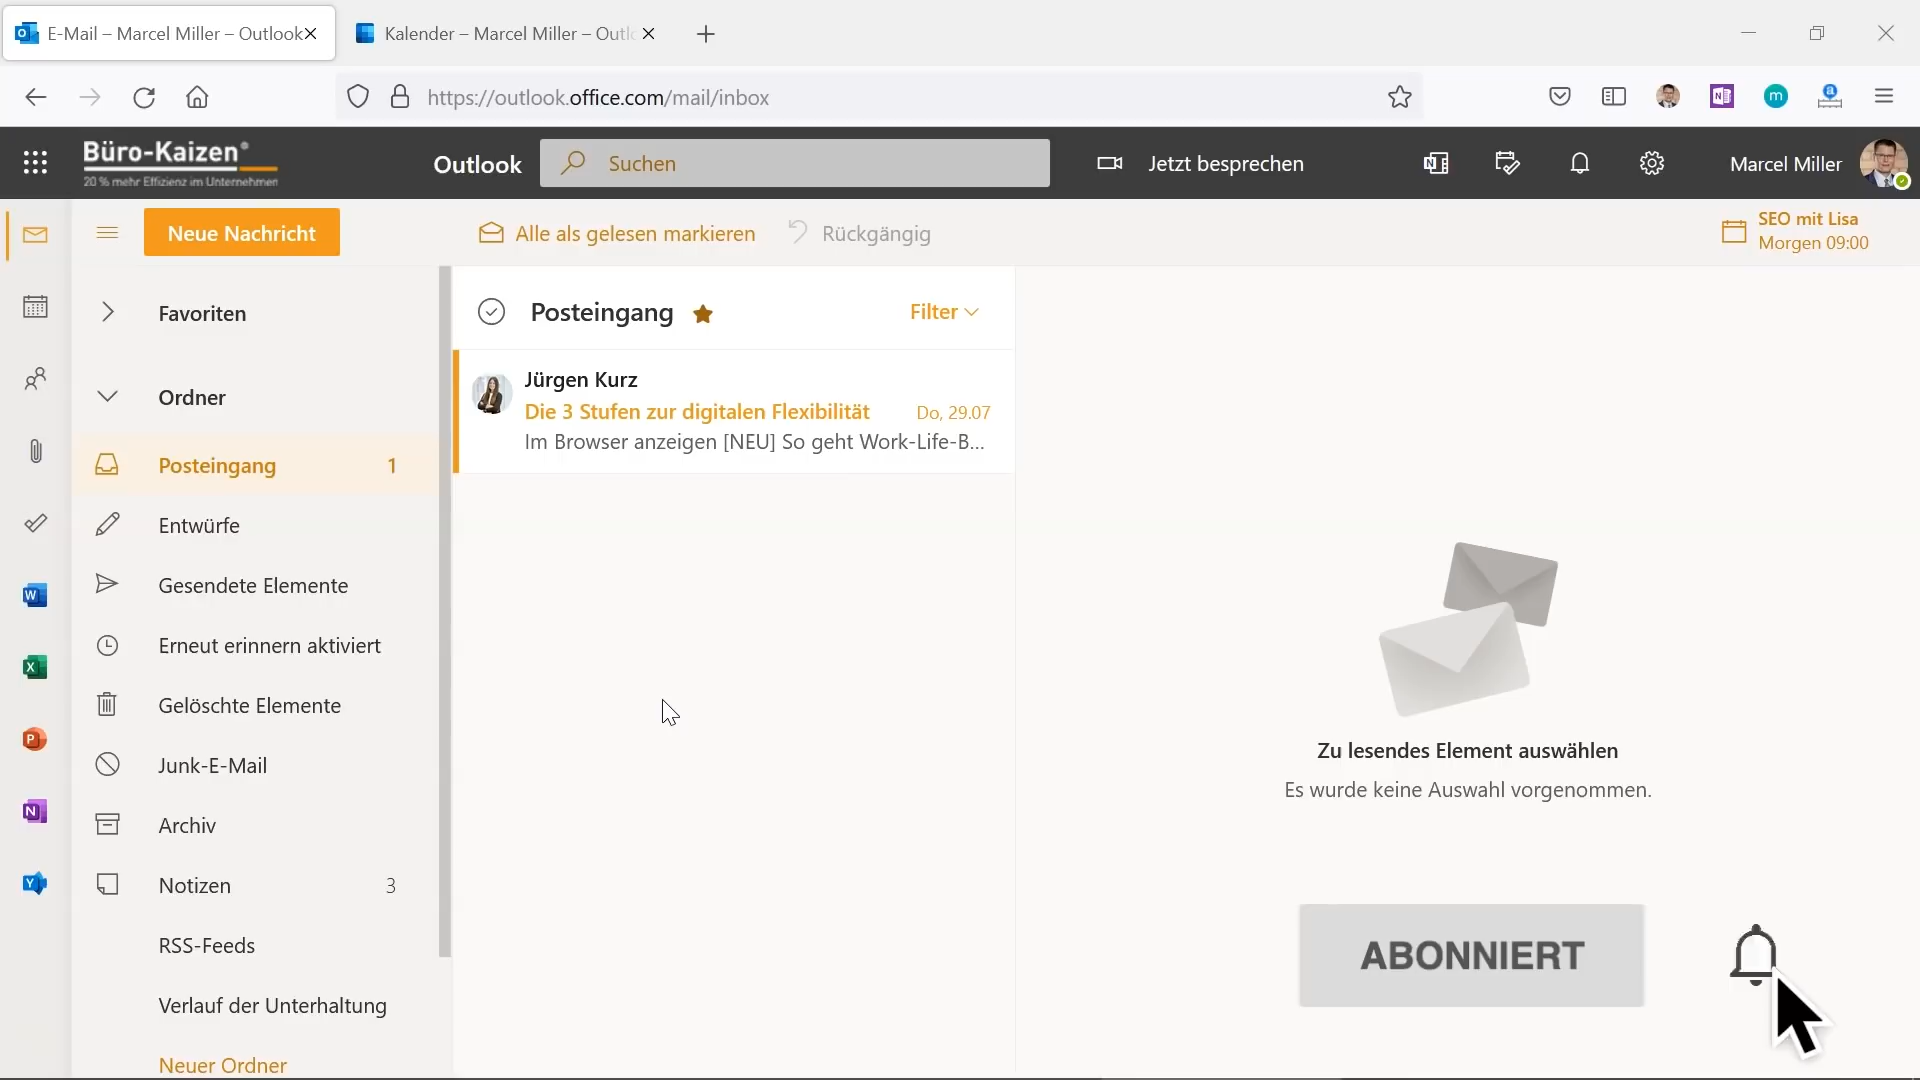 E-Mail – Marcel Miller – Outlook
Kalender – Marcel Miller – Outlo
https://outlook.office.com/mail/inbox
Büro-Kaizen®
20 % mehr Effizienz im Unternehmen
Outlook
Suchen
Jetzt besprechen
Marcel Miller
Neue Nachricht
Alle als gelesen markieren
Rückgängig
SEO mit Lisa
Morgen 09:00
Favoriten
Ordner
Posteingang 1
Entwürfe
Gesendete Elemente
Erneut erinnern aktiviert
Gelöschte Elemente
Junk-E-Mail
Archiv
Notizen 3
RSS-Feeds
Verlauf der Unterhaltung
Neuer Ordner
Posteingang
Filter
Jürgen Kurz
Die 3 Stufen zur digitalen Flexibilität Do, 29.07
Im Browser anzeigen [NEU] So geht Work-Life-B...
Zu lesendes Element auswählen
Es wurde keine Auswahl vorgenommen.
ABONNIERT